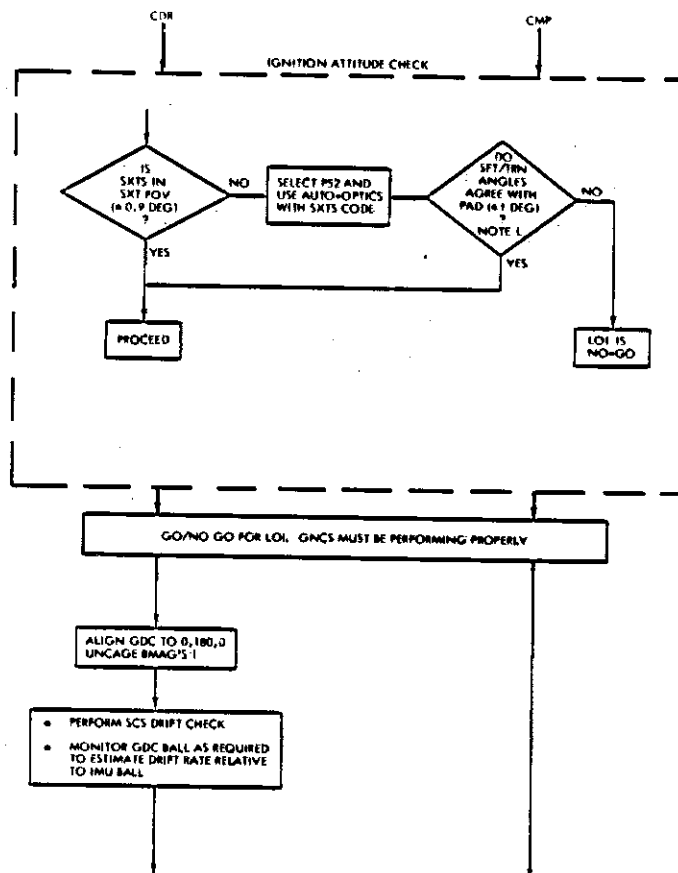 CDR
CMP
IGNITION ATTITUDE CHECK
IS
SXTS IN
SXT FOV
(± 0.9 DEG)
?
NO
YES
SELECT P52 AND
USE AUTO-OPTICS
WITH SXTS CODE
DO
SFT/TRN
ANGLES
AGREE WITH
PAD (±1 DEG)
?
NOTE 1.
NO
YES
PROCEED
LOI IS
NO-GO
GO/NO GO FOR LOI. GNCS MUST BE PERFORMING PROPERLY
ALIGN GDC TO 0,180,0
UNCAGE BMAG'S-1
• PERFORM SCS DRIFT CHECK
• MONITOR GDC BALL AS REQUIRED
TO ESTIMATE DRIFT RATE RELATIVE
TO IMU BALL